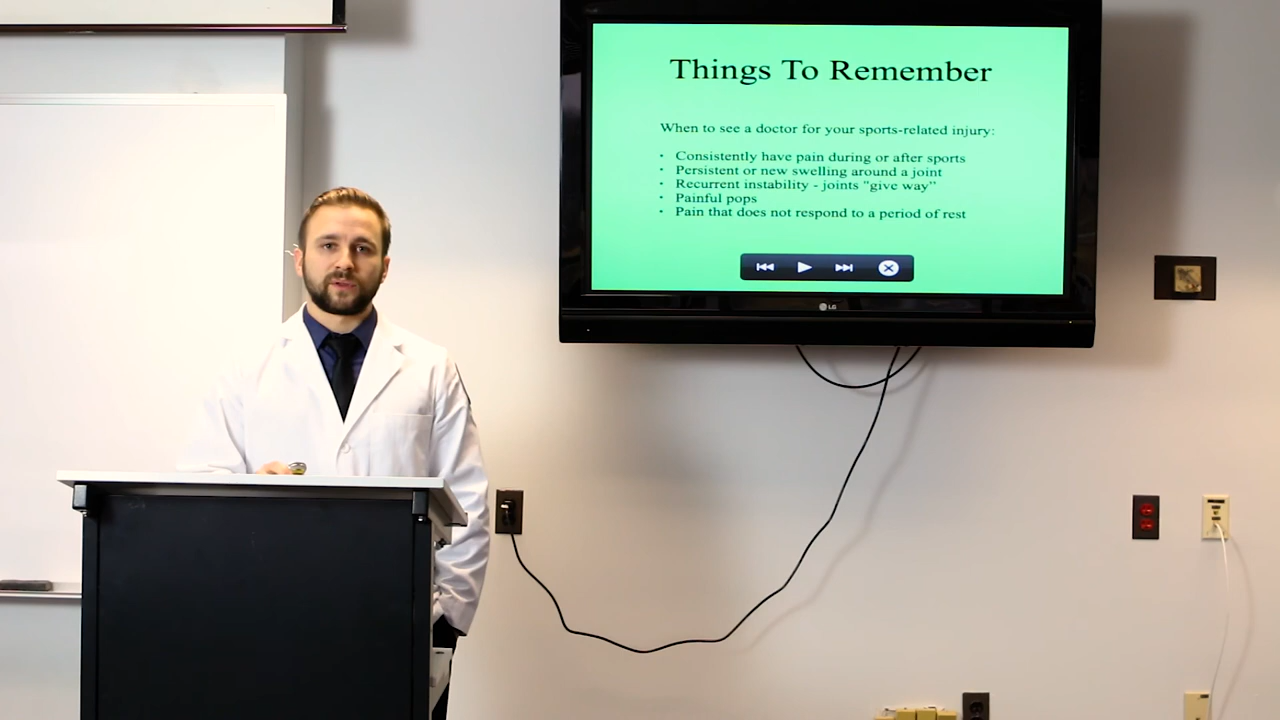 Things To Remember
When to see a doctor for your sports-related injury:
· Consistently have pain during or after sports
· Persistent or new swelling around a joint
· Recurrent instability - joints "give way"
· Painful pops
· Pain that does not respond to a period of rest
LG